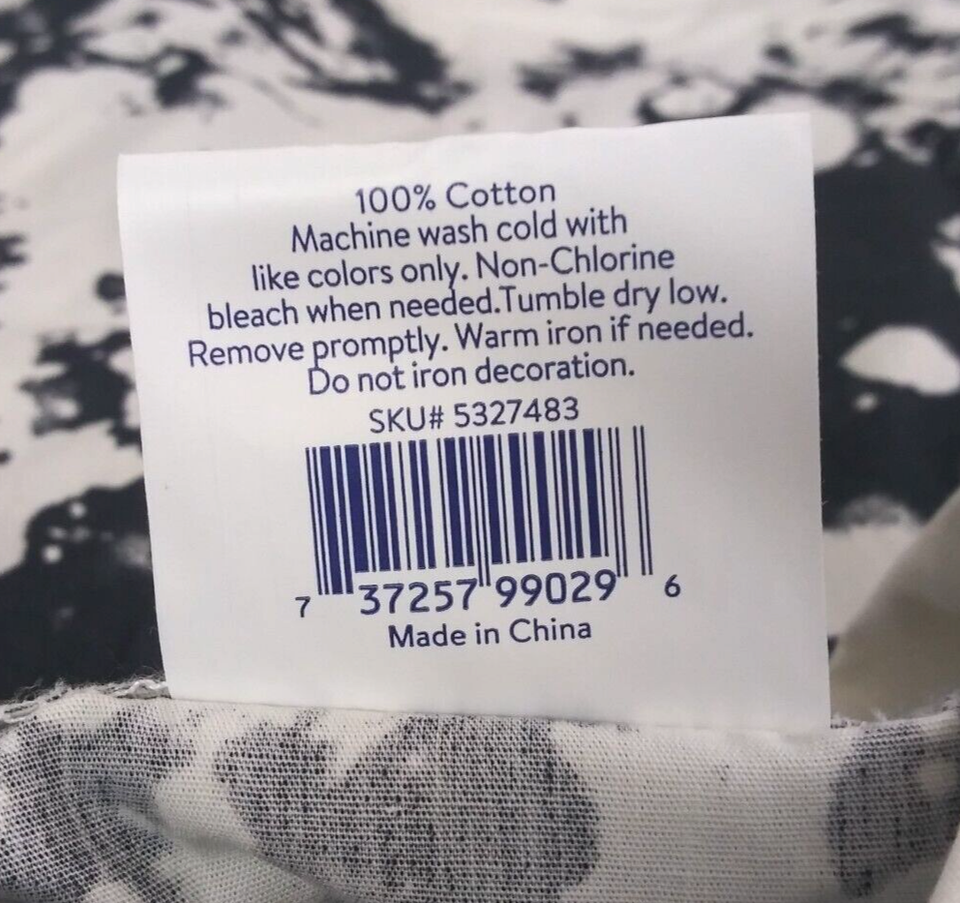 100% Cotton
Machine wash cold with
like colors only. Non-Chlorine
bleach when needed.Tumble dry low.
Remove promptly. Warm iron if needed.
Do not iron decoration.
SKU# 5327483
7 37257 99029 6
Made in China